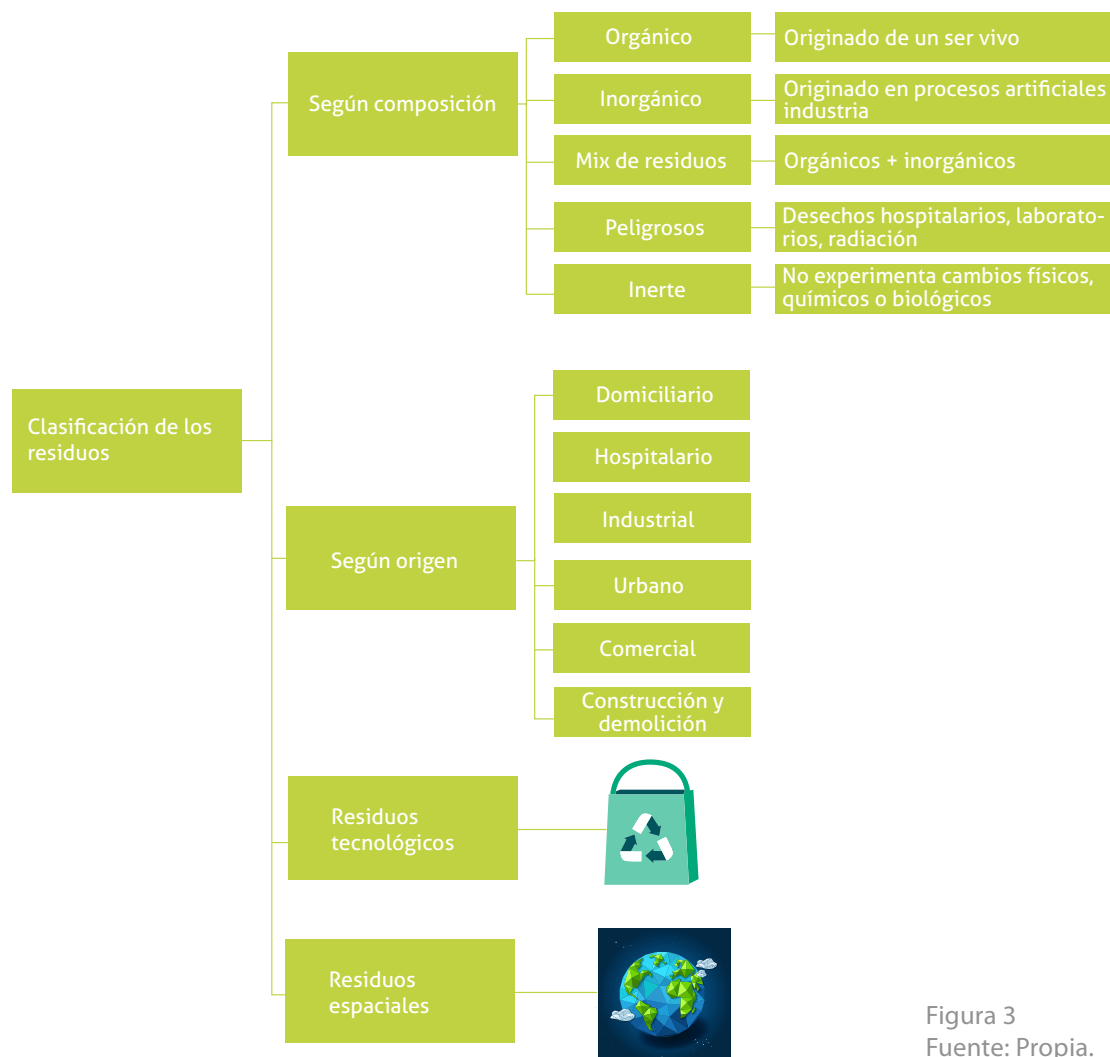 Clasificación de los
residuos
Según composición
Orgánico
Originado de un ser vivo
Inorgánico
Originado en procesos artificiales
industria
Mix de residuos
Orgánicos + inorgánicos
Peligrosos
Desechos hospitalarios, laborato-
rios, radiación
Inerte
No experimenta cambios físicos,
químicos o biológicos
Según origen
Domiciliario
Hospitalario
Industrial
Urbano
Comercial
Construcción y
demolición
Residuos
tecnológicos
Residuos
espaciales
Figura 3
Fuente: Propia.